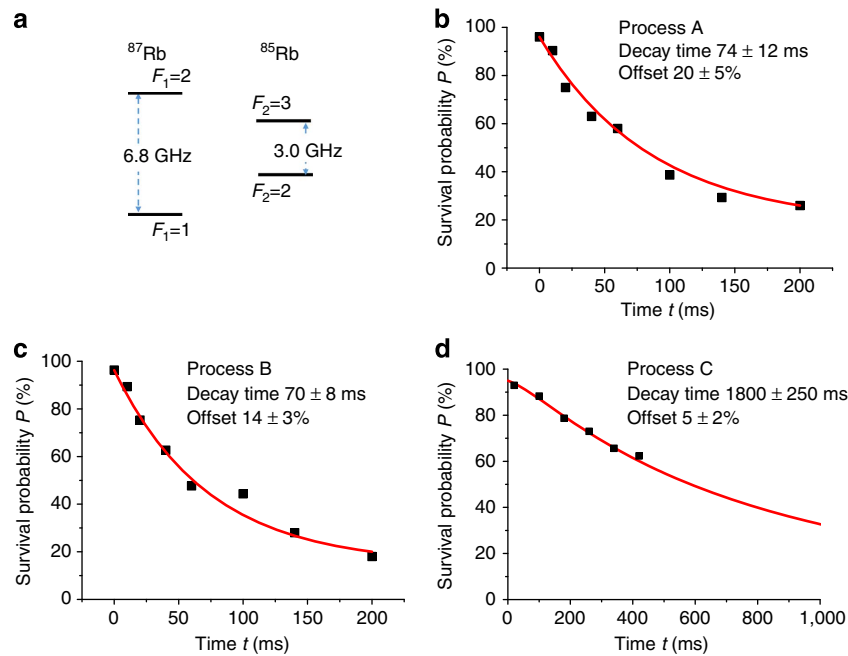 a
⁸⁷Rb
⁸⁵Rb
F₁=2
F₂=3
6.8 GHz
3.0 GHz
F₂=2
F₁=1
b
Process A
Decay time 74 ± 12 ms
Offset 20 ± 5%
Survival probability P (%)
100
80
60
40
20
0
0
50
100
150
200
Time t (ms)
c
Process B
Decay time 70 ± 8 ms
Offset 14 ± 3%
Survival probability P (%)
100
80
60
40
20
0
0
50
100
150
200
Time t (ms)
d
Process C
Decay time 1800 ± 250 ms
Offset 5 ± 2%
Survival probability P (%)
100
80
60
40
20
0
0
200
400
600
800
1,000
Time t (ms)